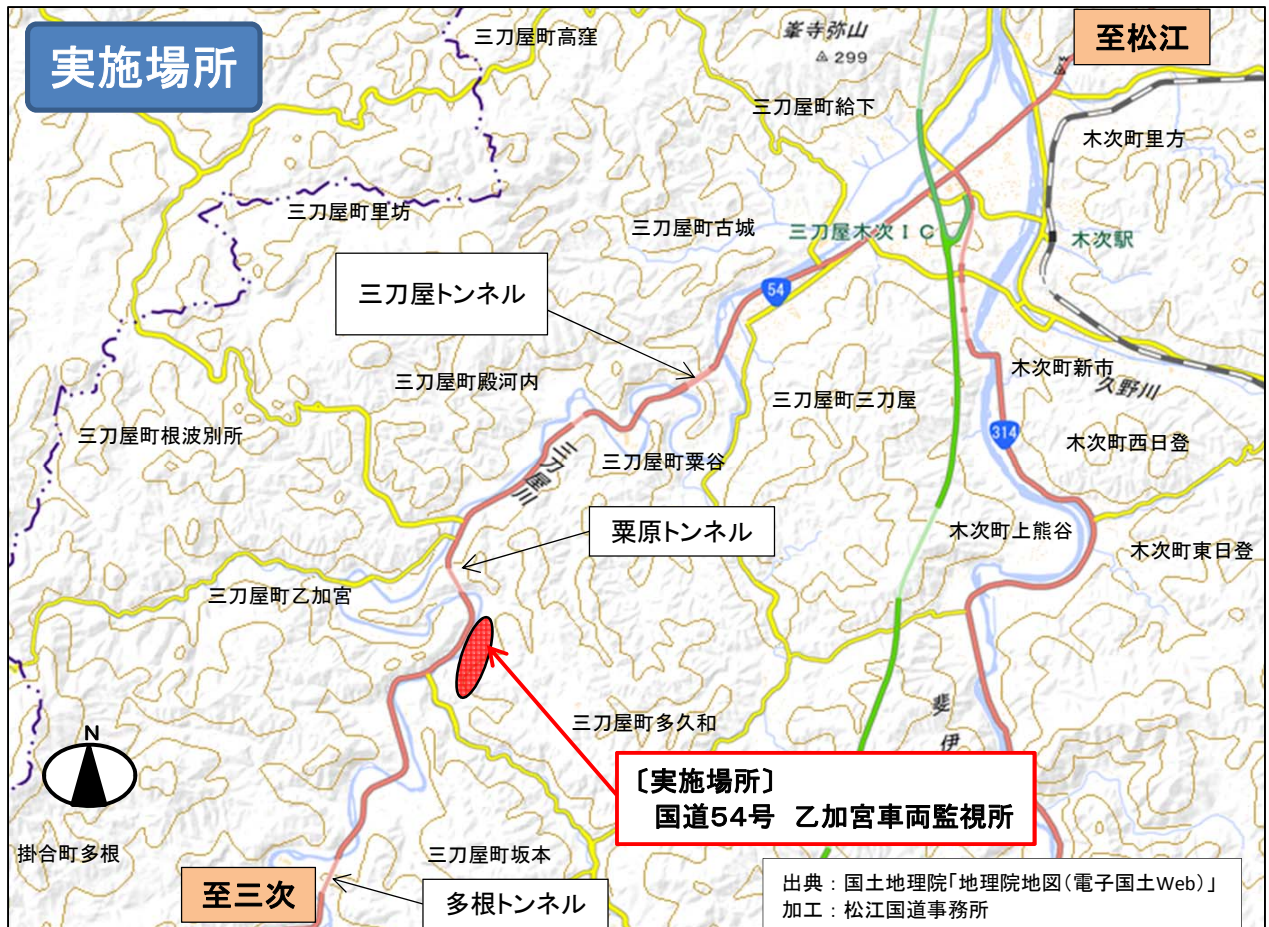 実施場所
至松江
峯寺弥山
299
三刀屋町高窪
三刀屋町給下
木次町里方
三刀屋町里坊
三刀屋町古城
三刀屋木次IC
木次駅
三刀屋トンネル
54
三刀屋町殿河内
木次町新市
久野川
三刀屋町三刀屋
314
三刀屋町根波別所
木次町西日登
三刀屋町粟谷
三刀屋川
粟原トンネル
木次町上熊谷
木次町東日登
三刀屋町乙加宮
斐伊
三刀屋町多久和
N
〔実施場所〕
国道54号 乙加宮車両監視所
掛合町多根
三刀屋町坂本
至三次
多根トンネル
出典:国土地理院「地理院地図(電子国土Web)」
加工:松江国道事務所